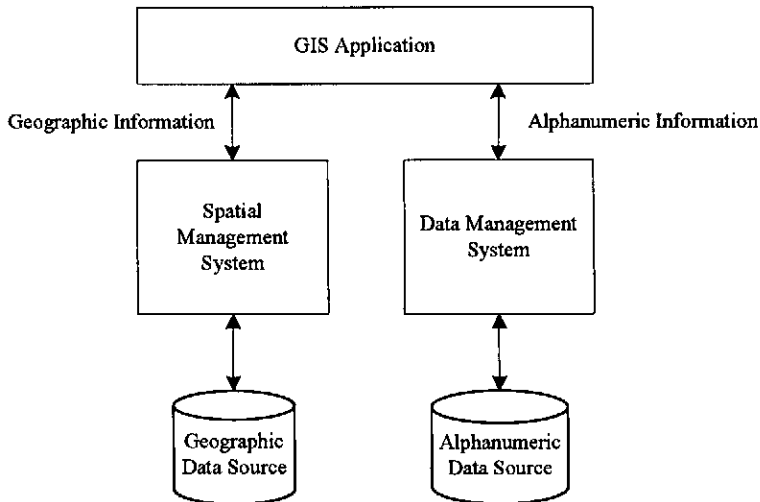 GIS Application
Geographic Information
Alphanumeric Information
Spatial
Management
System
Data Management
System
Geographic
Data Source
Alphanumeric
Data Source